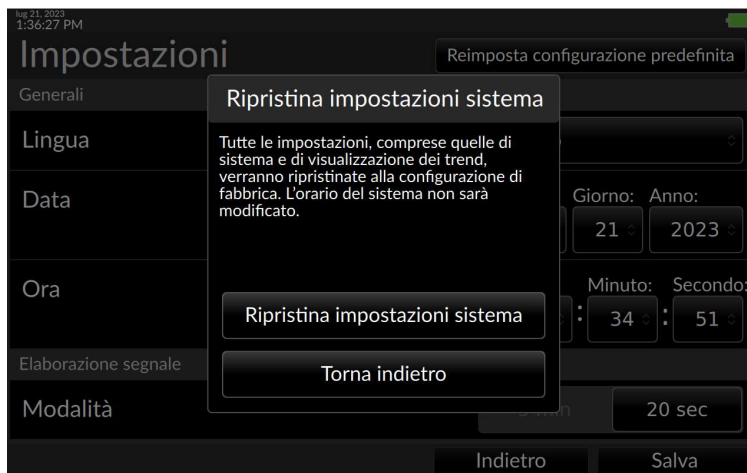 lug 21, 2023
1:36:27 PM
Impostazioni
Reimposta configurazione predefinita
Generali
Ripristina impostazioni sistema
Lingua
Tutte le impostazioni, comprese quelle di
sistema e di visualizzazione dei trend,
verranno ripristinate alla configurazione di
fabbrica. L'orario del sistema non sarà
modificato.
Data
Giorno: Anno:
21 2023
Ora
Minuto: Secondo:
: 34 : 51
Ripristina impostazioni sistema
Elaborazione segnale
Torna indietro
Modalità
min 20 sec
Indietro Salva